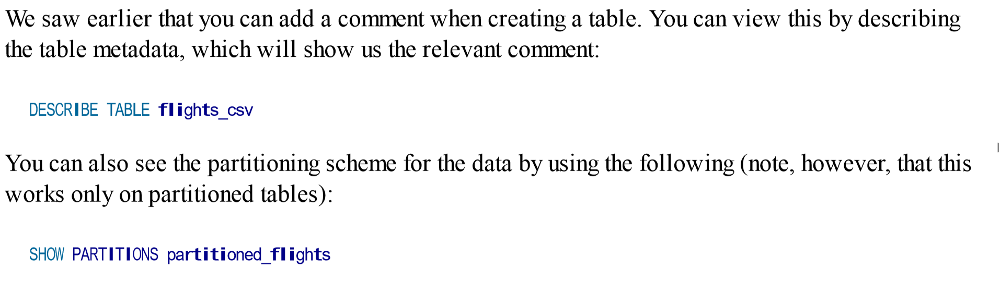 We saw earlier that you can add a comment when creating a table. You can view this by describing
the table metadata, which will show us the relevant comment:
DESCRIBE TABLE flights_csv
You can also see the partitioning scheme for the data by using the following (note, however, that this
works only on partitioned tables):
SHOW PARTITIONS partitioned_flights